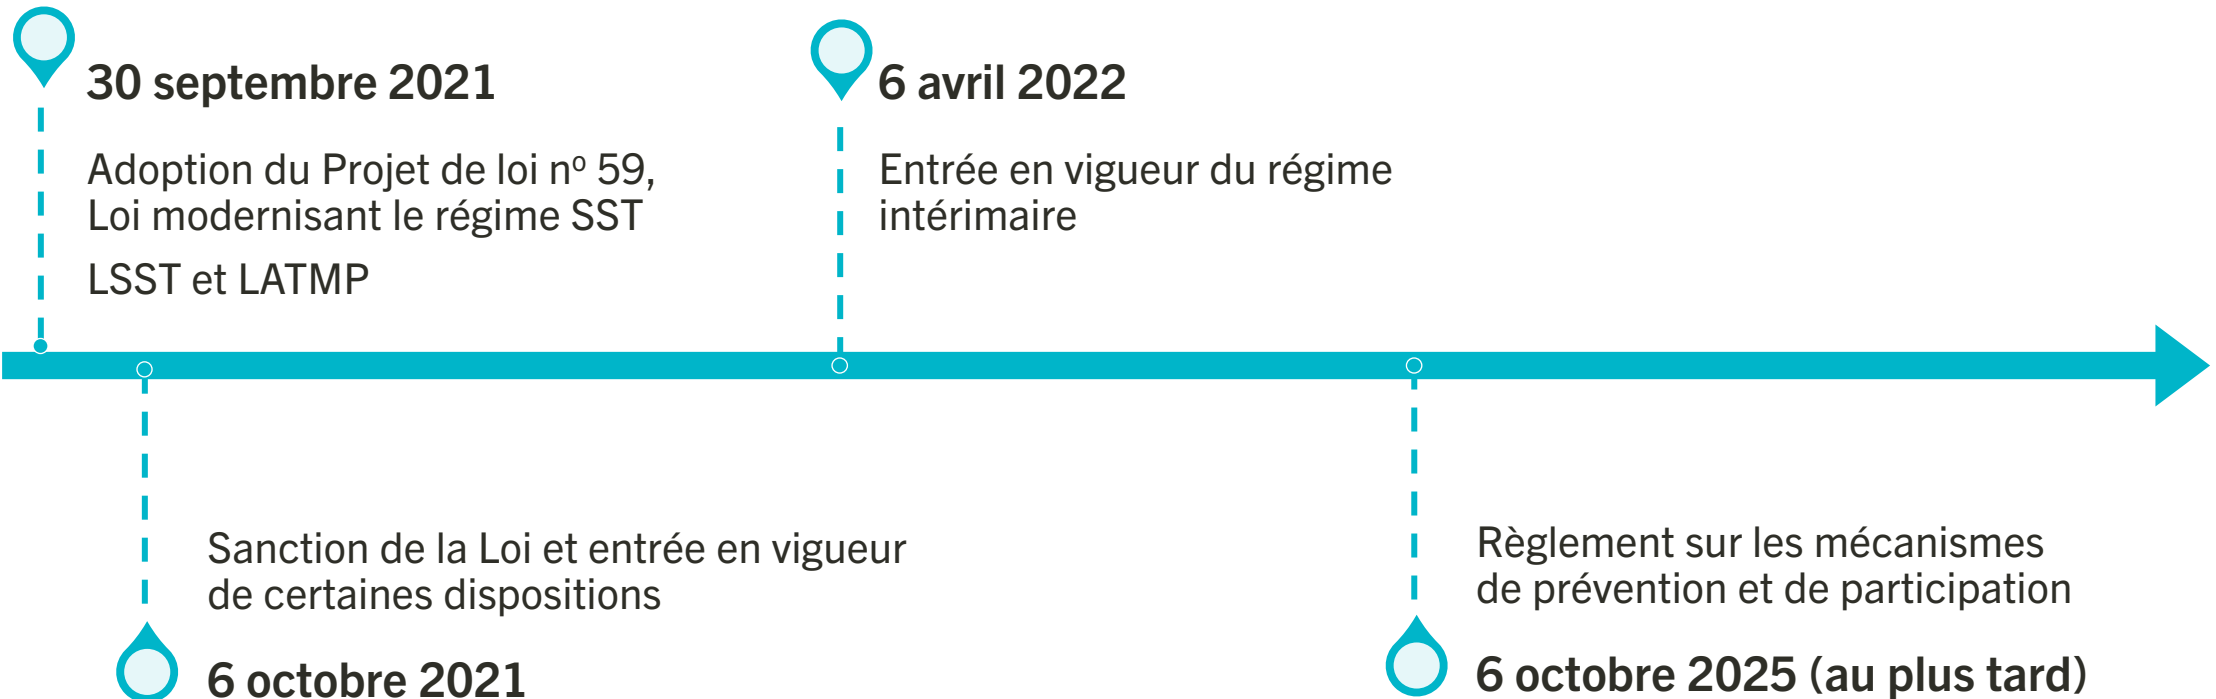 30 septembre 2021
Adoption du Projet de loi nº 59,
Loi modernisant le régime SST
LSST et LATMP
6 avril 2022
Entrée en vigueur du régime
intérimaire
Sanction de la Loi et entrée en vigueur
de certaines dispositions
6 octobre 2021
Règlement sur les mécanismes
de prévention et de participation
6 octobre 2025 (au plus tard)